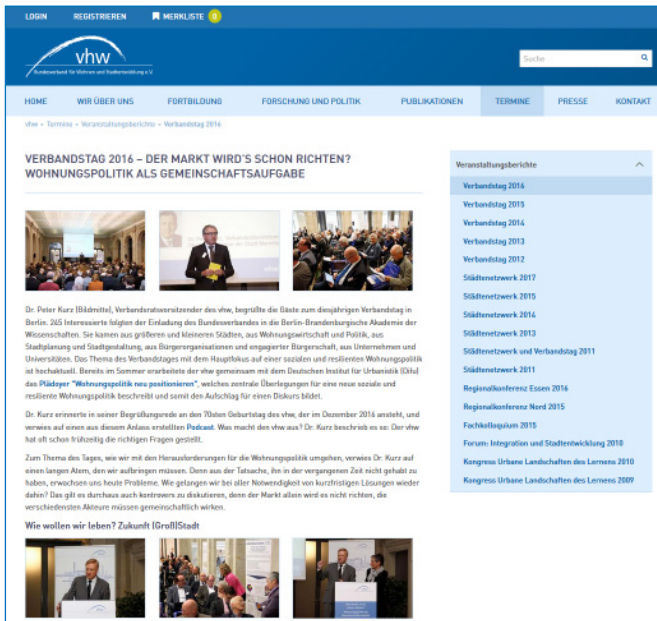 LOGIN REGISTRIEREN MERKLISTE 0
vhw
Bundesverband für Wohnen und Stadtentwicklung e.V.
Suche
HOME WIR ÜBER UNS FORTBILDUNG FORSCHUNG UND POLITIK PUBLIKATIONEN TERMINE PRESSE KONTAKT
vhw » Termine » Veranstaltungsberichte » Verbandstag 2016
VERBANDSTAG 2016 – DER MARKT WIRD'S SCHON RICHTEN?
WOHNUNGSPOLITIK ALS GEMEINSCHAFTSAUFGABE
Dr. Peter Kurz (Bildmitte), Verbandsratsvorsitzender des vhw, begrüßte die Gäste zum diesjährigen Verbandstag in
Berlin. 245 Interessierte folgten der Einladung des Bundesverbandes in die Berlin-Brandenburgische Akademie der
Wissenschaften. Sie kamen aus größeren und kleineren Städten, aus Wohnungswirtschaft und Politik, aus
Stadtplanung und Stadtgestaltung, aus Bürgerorganisationen und engagierter Bürgerschaft, aus Unternehmen und
Universitäten. Das Thema des Verbandstages mit dem Hauptfokus auf einer sozialen und resilienten Wohnungspolitik
ist hochaktuell. Bereits im Sommer erarbeitete der vhw gemeinsam mit dem Deutschen Institut für Urbanistik (Difu)
das Plädoyer "Wohnungspolitik neu positionieren", welches zentrale Überlegungen für eine neue soziale und
resiliente Wohnungspolitik beschreibt und somit den Aufschlag für einen Diskurs bildet.
Dr. Kurz erinnerte in seiner Begrüßungsrede an den 70sten Geburtstag des vhw, der im Dezember 2016 ansteht, und
verwies auf einen aus diesem Anlass erstellten Podcast. Was macht den vhw aus? Dr. Kurz beschrieb es so: Der vhw
hat oft schon frühzeitig die richtigen Fragen gestellt.
Zum Thema des Tages, wie wir mit den Herausforderungen für die Wohnungspolitik umgehen, verwies Dr. Kurz auf
einen langen Atem, den wir aufbringen müssen. Denn aus der Tatsache, ihn in der vergangenen Zeit nicht gehabt zu
haben, erwachsen uns heute Probleme. Wie gelangen wir bei aller Notwendigkeit von kurzfristigen Lösungen wieder
dahin? Das gilt es durchaus auch kontrovers zu diskutieren, denn der Markt allein wird es nicht richten, die
verschiedensten Akteure müssen gemeinschaftlich wirken.
Wie wollen wir leben? Zukunft (Groß)Stadt
Veranstaltungsberichte
Verbandstag 2016
Verbandstag 2015
Verbandstag 2014
Verbandstag 2013
Verbandstag 2012
Städtenetzwerk 2017
Städtenetzwerk 2015
Städtenetzwerk 2014
Städtenetzwerk 2013
Städtenetzwerk und Verbandstag 2011
Städtenetzwerk 2011
Regionalkonferenz Essen 2016
Regionalkonferenz Nord 2015
Fachkolloquium 2015
Forum: Integration und Stadtentwicklung 2010
Kongress Urbane Landschaften des Lernens 2010
Kongress Urbane Landschaften des Lernens 2009